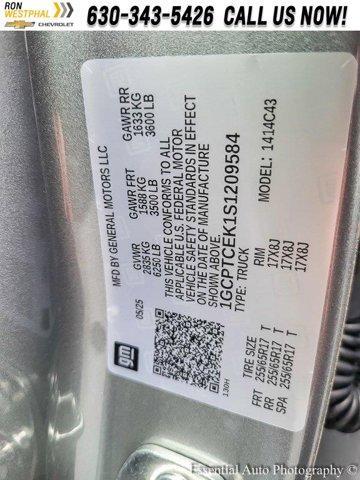 RON WESTPHAL
CHEVROLET
630-343-5426 CALL US NOW!
MFD BY GENERAL MOTORS LLC
05/25
GVWR GAWR FRT GAWR RR
2835 KG 1588 KG 1633 KG
6250 LB 3500 LB 3600 LB
THIS VEHICLE CONFORMS TO ALL
APPLICABLE U.S. FEDERAL MOTOR
VEHICLE SAFETY STANDARDS IN EFFECT
ON THE DATE OF MANUFACTURE
SHOWN ABOVE.
1GCPTCEK1S1209584
TYPE: TRUCK MODEL: 1414C43
gm
130H
TIRE SIZE RIM
FRT 255/65R17 T 17X8J
RR 255/65R17 T 17X8J
SPA 255/65R17 T 17X8J
Essential Auto Photography ©